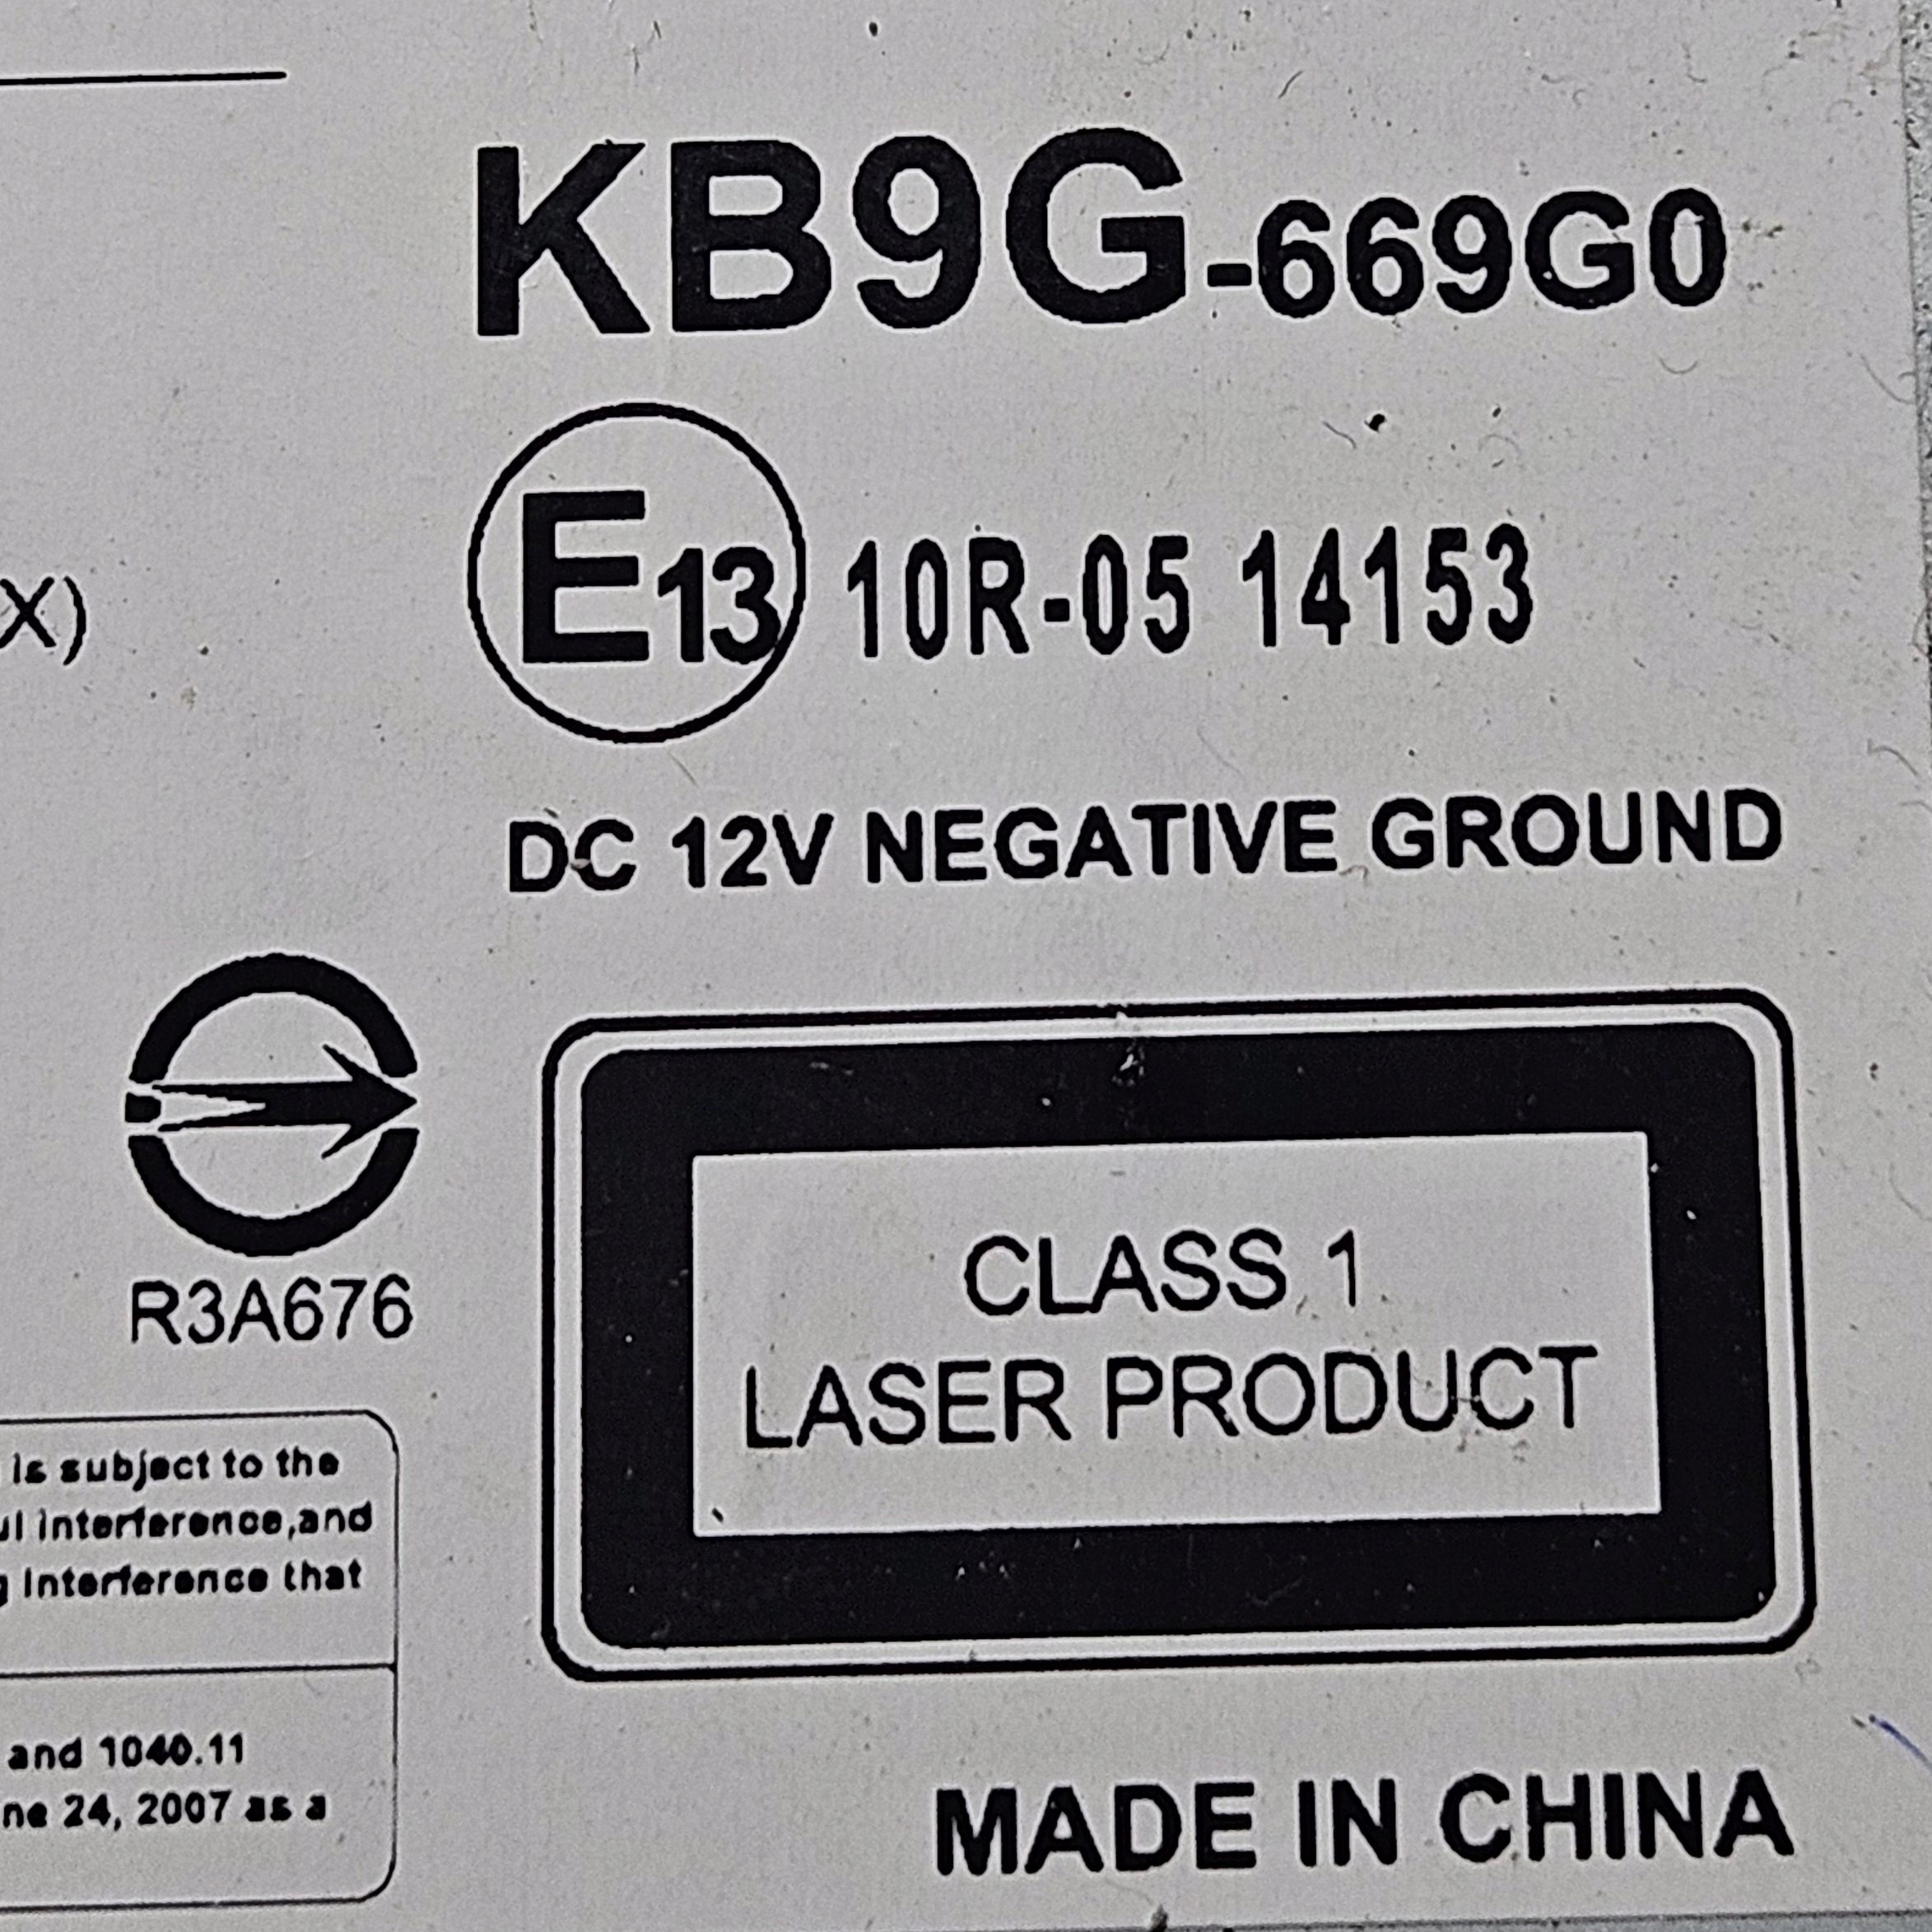 KB9G-669G0
X)
E13 10R-05 14153
DC 12V NEGATIVE GROUND
R3A676
CLASS 1
LASER PRODUCT
is subject to the
interference,and
Interference that
and 1040.11
24, 2007 as a
MADE IN CHINA